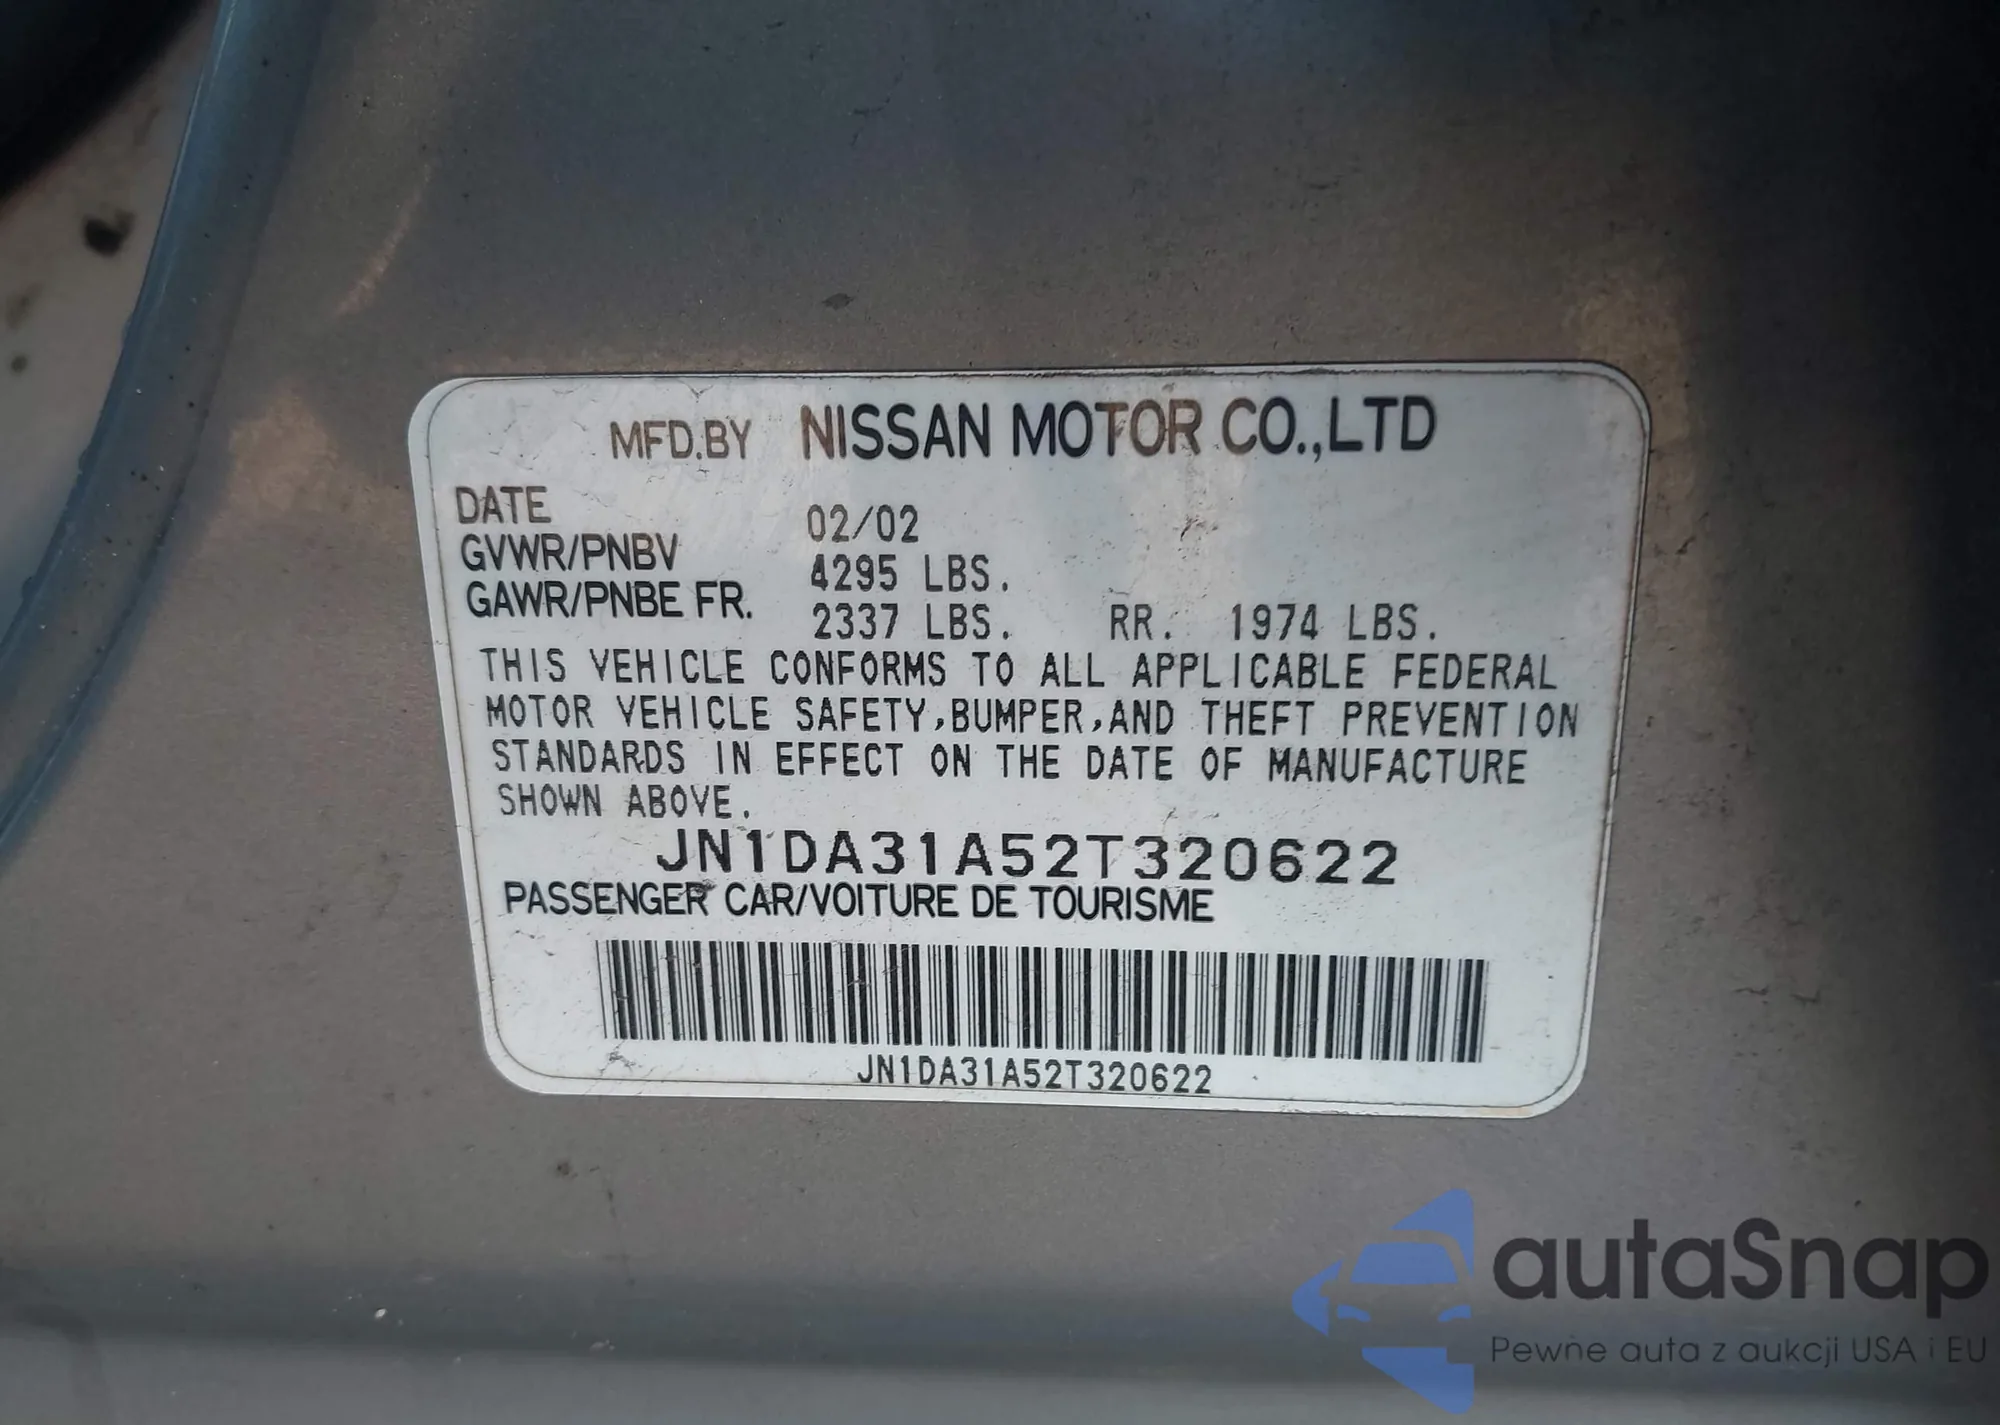 MFD.BY NISSAN MOTOR CO.,LTD
DATE 02/02
GVWR/PNBV 4295 LBS.
GAWR/PNBE FR. 2337 LBS. RR. 1974 LBS.
THIS VEHICLE CONFORMS TO ALL APPLICABLE FEDERAL
MOTOR VEHICLE SAFETY,BUMPER,AND THEFT PREVENTION
STANDARDS IN EFFECT ON THE DATE OF MANUFACTURE
SHOWN ABOVE.
JN1DA31A52T320622
PASSENGER CAR/VOITURE DE TOURISME
JN1DA31A52T320622
autaSnap
Pewne auta z aukcji USA i EU